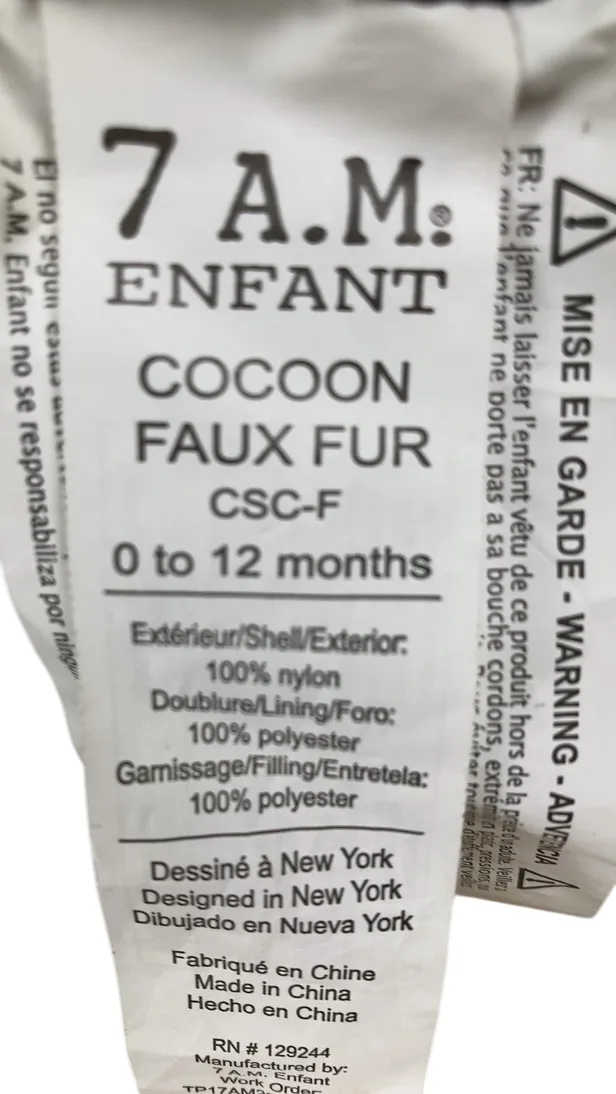 7 A.M.®
ENFANT
COCOON
FAUX FUR
CSC-F
0 to 12 months
Extérieur/Shell/Exterior:
100% nylon
Doublure/Lining/Foro:
100% polyester
Garnissage/Filling/Entretela:
100% polyester
Dessiné à New York
Designed in New York
Dibujado en Nueva York
Fabriqué en Chine
Made in China
Hecho en China
RN # 129244
Manufactured by:
7 A.M. Enfant
Work Order:
El no seguir
7 A.M. Enfant no se responsabiliza por
MISE EN GARDE - WARNING -
FR: Ne jamais laisser l'enfant vêtu de ce produit hors de la
l'enfant ne porte pas a sa bouche cordons,